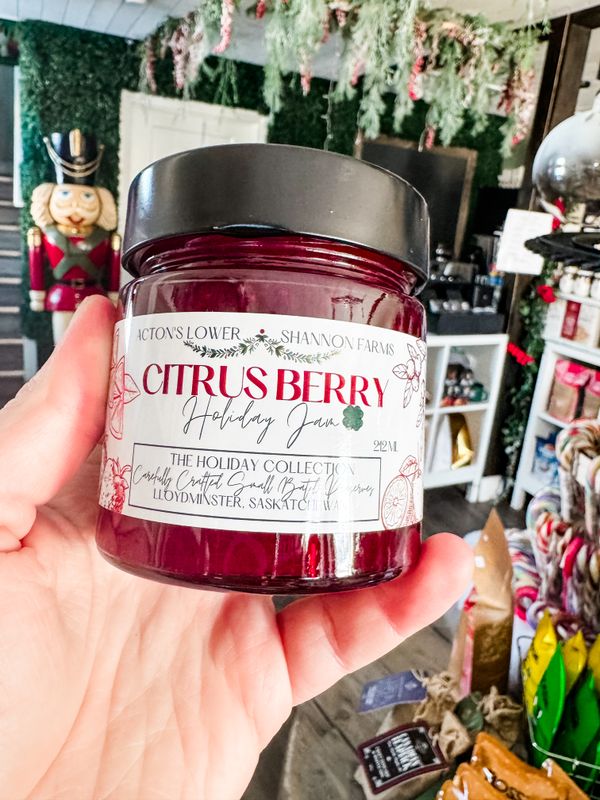 ACTON'S LOWER SHANNON FARMS
CITRUS BERRY
Holiday Jam
212 ML
THE HOLIDAY COLLECTION
Carefully Crafted Small Batch Preserves
LLOYDMINSTER, SASKATCHEWAN